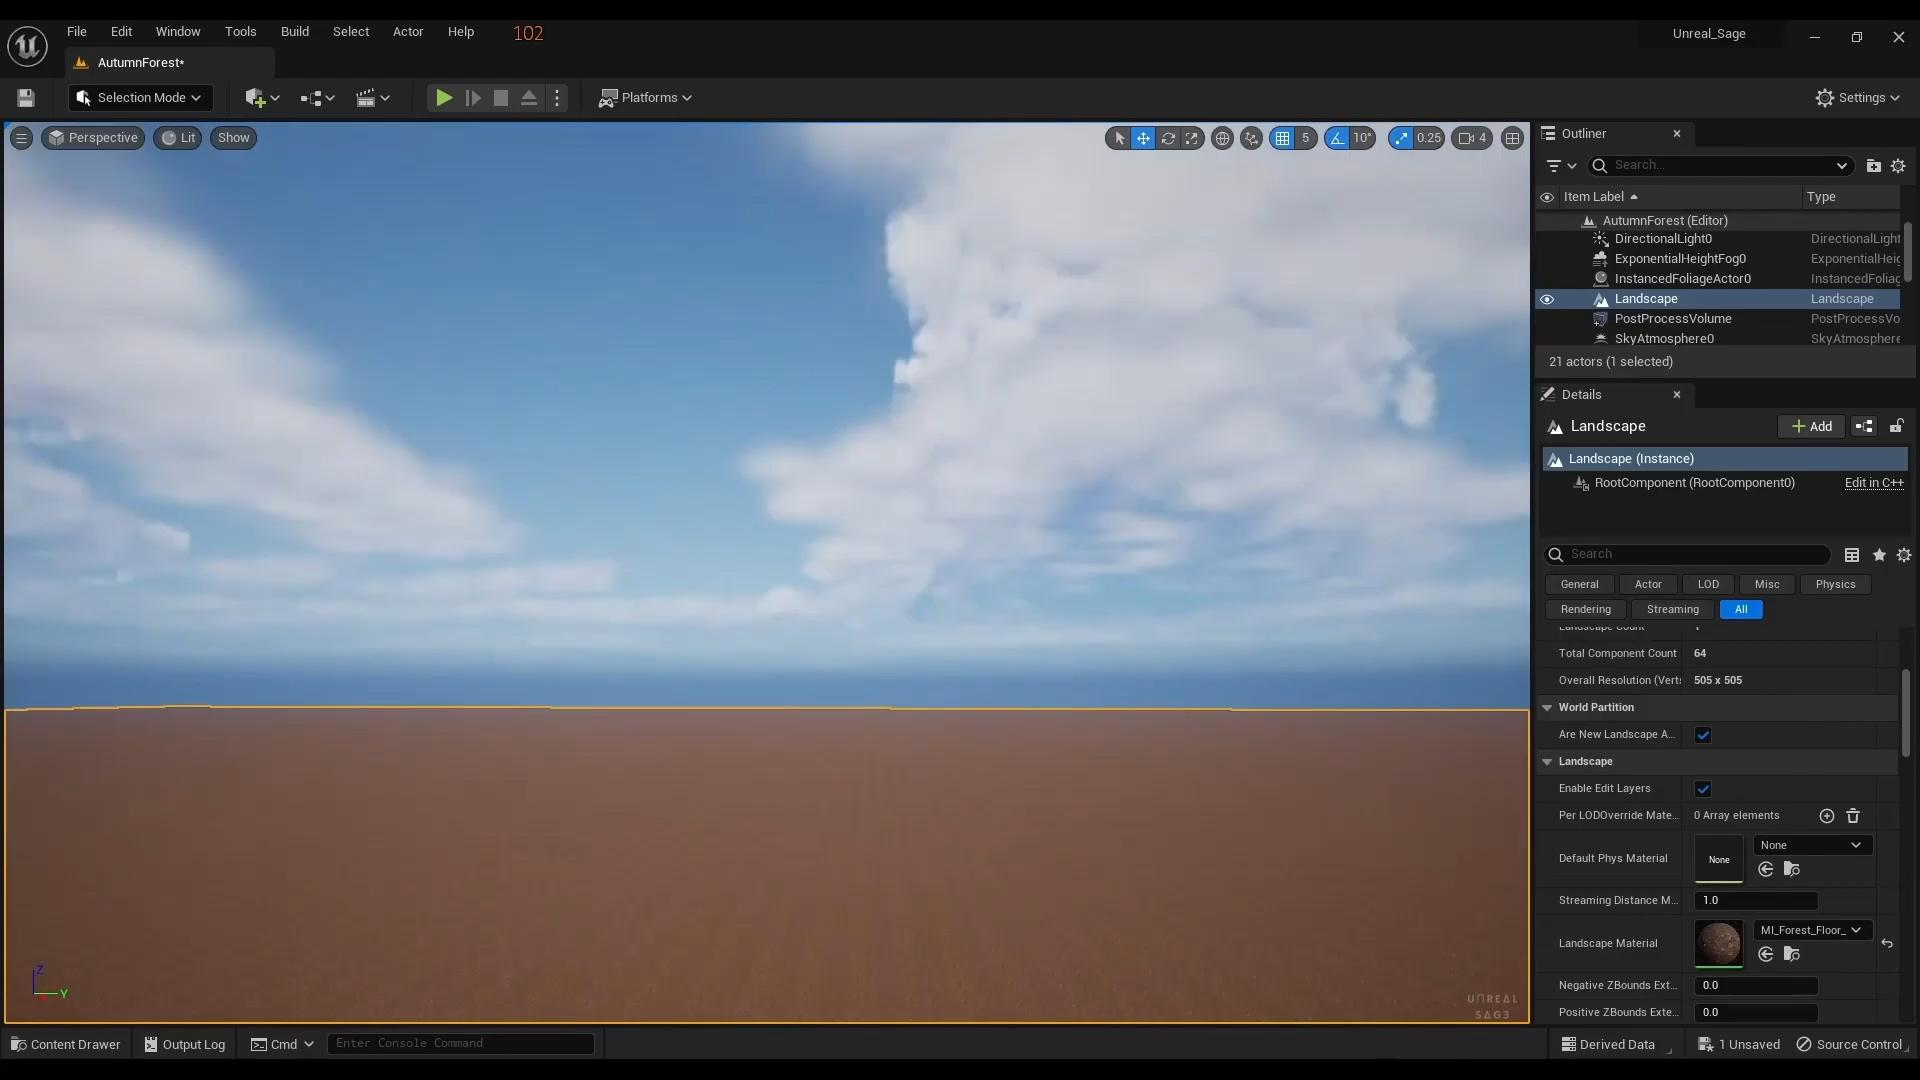 File Edit Window Tools Build Select Actor Help 102
Unreal_Sage
AutumnForest*
Selection Mode
Platforms
Settings
Perspective Lit Show
5 10° 0.25 4
Outliner
Search...
Item Label Type
AutumnForest (Editor)
DirectionalLight0 DirectionalLight
ExponentialHeightFog0 ExponentialHeig
InstancedFoliageActor0 InstancedFoliag
Landscape Landscape
PostProcessVolume PostProcessVo
SkyAtmosphere0 SkyAtmosphere
21 actors (1 selected)
Details
Landscape
Add
Landscape (Instance)
RootComponent (RootComponent0) Edit in C++
Search
General Actor LOD Misc Physics
Rendering Streaming All
Landscape Count
Total Component Count 64
Overall Resolution (Verts 505 x 505
World Partition
Are New Landscape A...
Landscape
Enable Edit Layers
Per LODOverride Mate... 0 Array elements
Default Phys Material None None
Streaming Distance M... 1.0
Landscape Material MI_Forest_Floor_
Negative ZBounds Ext... 0.0
Positive ZBounds Exte... 0.0
Z
Y
UNREAL
SAG3
Content Drawer Output Log Cmd Enter Console Command
Derived Data 1 Unsaved Source Control